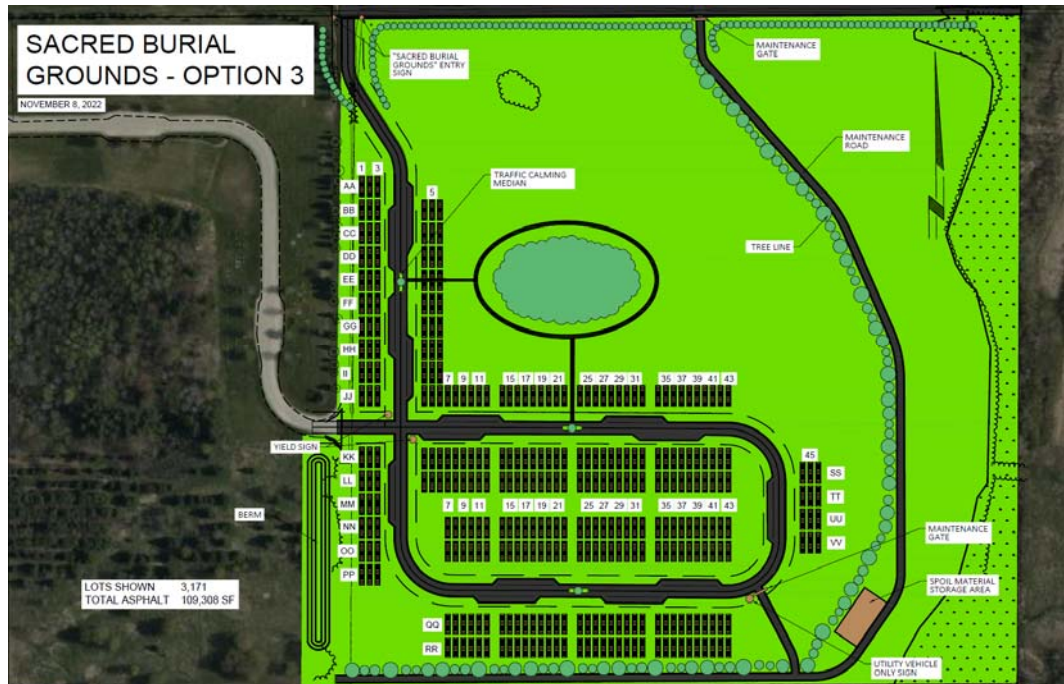 SACRED BURIAL
GROUNDS - OPTION 3
NOVEMBER 8, 2022
"SACRED BURIAL
GROUNDS" ENTRY
SIGN
MAINTENANCE
GATE
MAINTENANCE
ROAD
TRAFFIC CALMING
MEDIAN
TREE LINE
1 3
5
AA
BB
CC
DD
EE
FF
GG
HH
II
JJ
7 9 11 15 17 19 21 25 27 29 31 35 37 39 41 43
YIELD SIGN
KK
LL
MM
NN
OO
PP
BERM
7 9 11 15 17 19 21 25 27 29 31 35 37 39 41 43
45
SS
TT
UU
VV
MAINTENANCE
GATE
SPOIL MATERIAL
STORAGE AREA
LOTS SHOWN 3,171
TOTAL ASPHALT 109,308 SF
QQ
RR
UTILITY VEHICLE
ONLY SIGN